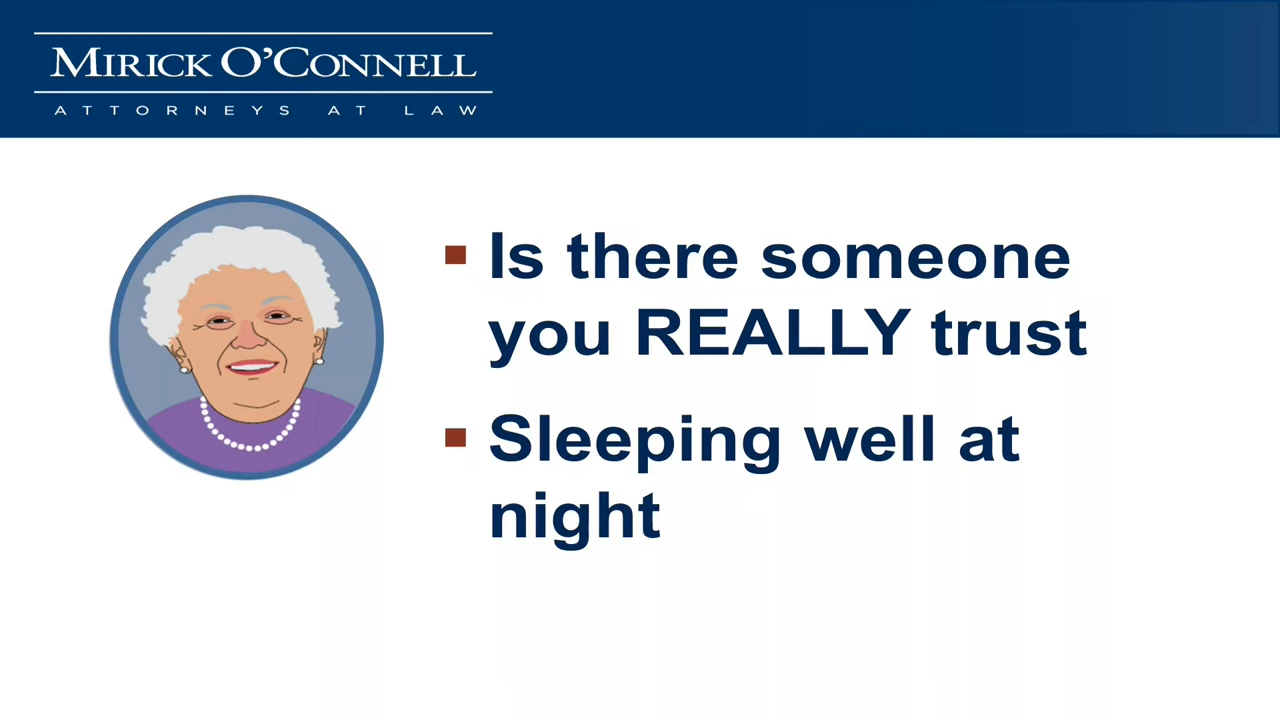 MIRICK O'CONNELL
ATTORNEYS AT LAW
Is there someone
you REALLY trust
Sleeping well at
night